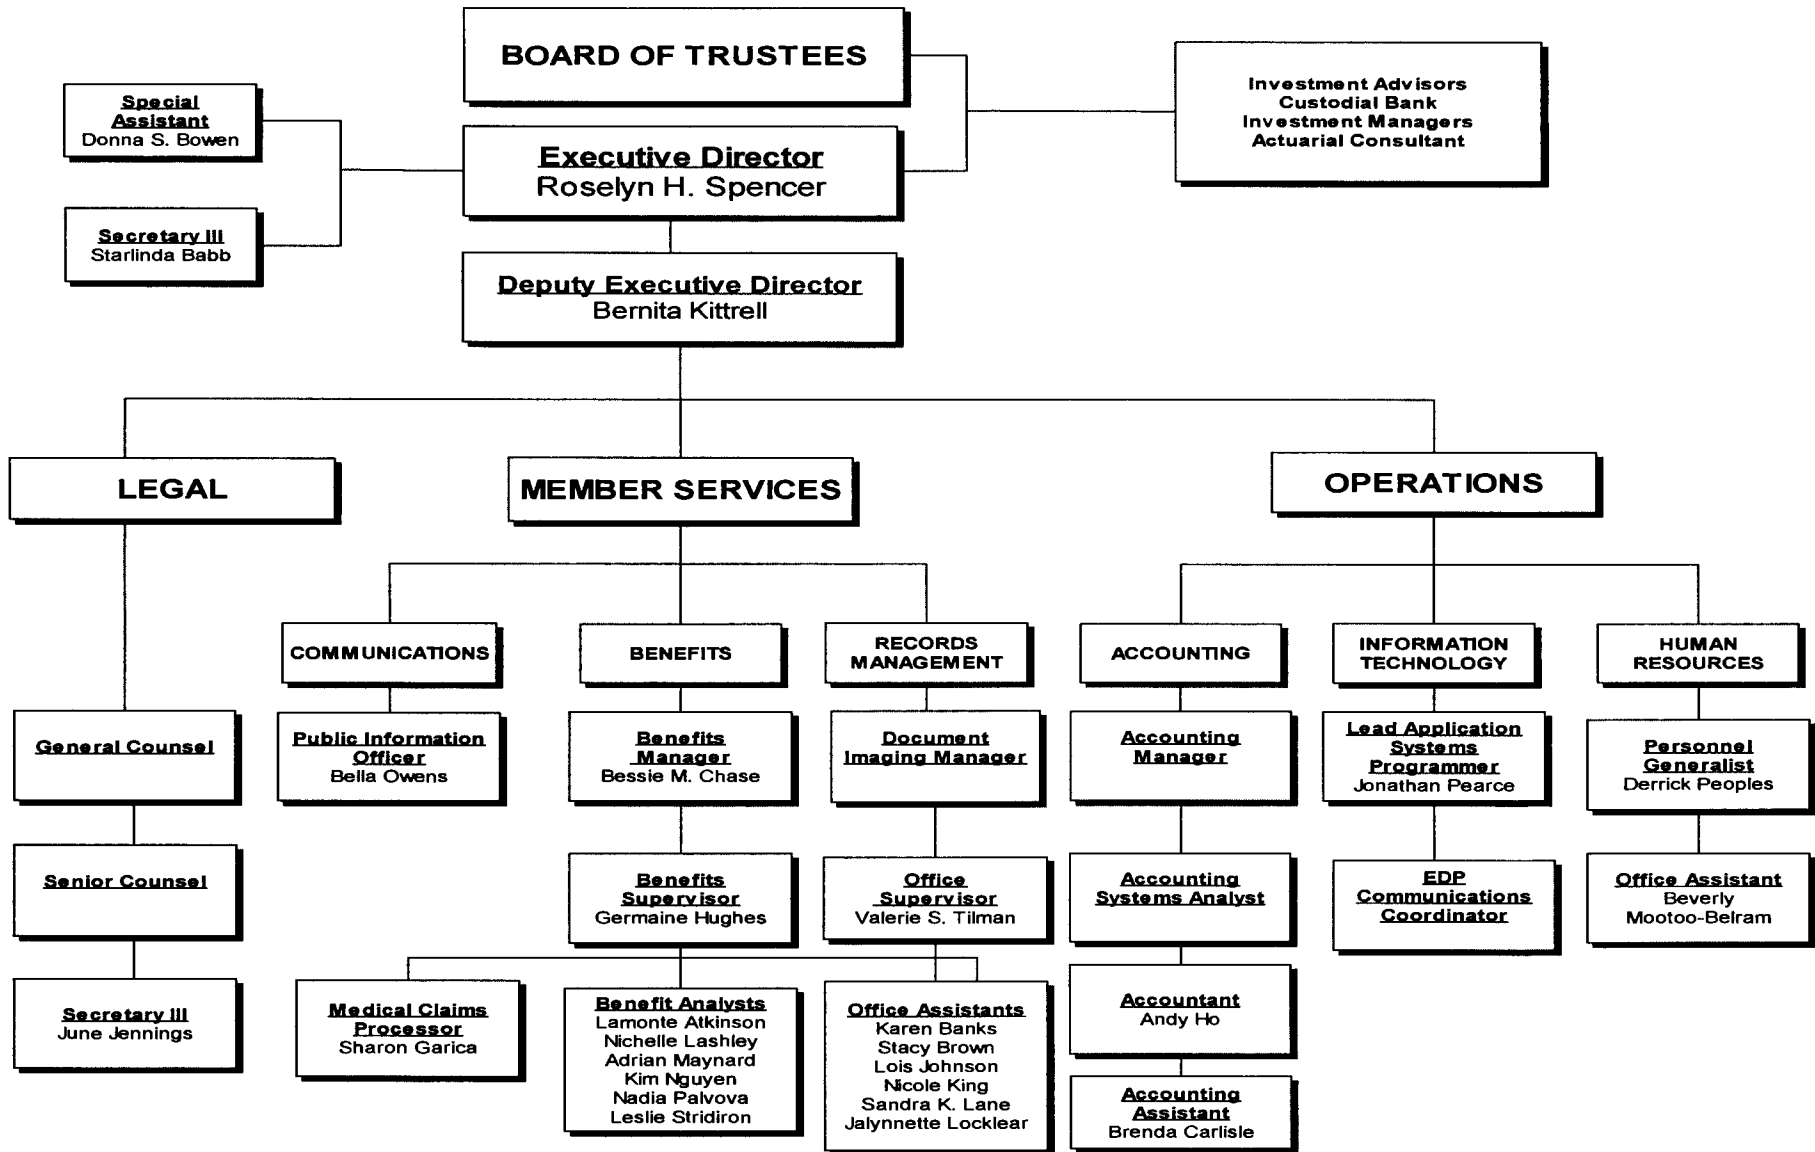 BOARD OF TRUSTEES
Investment Advisors
Custodial Bank
Investment Managers
Actuarial Consultant
Special
Assistant
Donna S. Bowen
Executive Director
Roselyn H. Spencer
Secretary III
Starlinda Babb
Deputy Executive Director
Bernita Kittrell
LEGAL
MEMBER SERVICES
OPERATIONS
COMMUNICATIONS
BENEFITS
RECORDS
MANAGEMENT
ACCOUNTING
INFORMATION
TECHNOLOGY
HUMAN
RESOURCES
General Counsel
Public Information
Officer
Bella Owens
Benefits
Manager
Bessie M. Chase
Document
Imaging Manager
Accounting
Manager
Lead Application
Systems
Programmer
Jonathan Pearce
Personnel
Generalist
Derrick Peoples
Senior Counsel
Benefits
Supervisor
Germaine Hughes
Office
Supervisor
Valerie S. Tilman
Accounting
Systems Analyst
EDP
Communications
Coordinator
Office Assistant
Beverly
Mootoo-Belram
Secretary III
June Jennings
Medical Claims
Processor
Sharon Garica
Benefit Analysts
Lamonte Atkinson
Nichelle Lashley
Adrian Maynard
Kim Nguyen
Nadia Palvova
Leslie Stridiron
Office Assistants
Karen Banks
Stacy Brown
Lois Johnson
Nicole King
Sandra K. Lane
Jalynnette Locklear
Accountant
Andy Ho
Accounting
Assistant
Brenda Carlisle